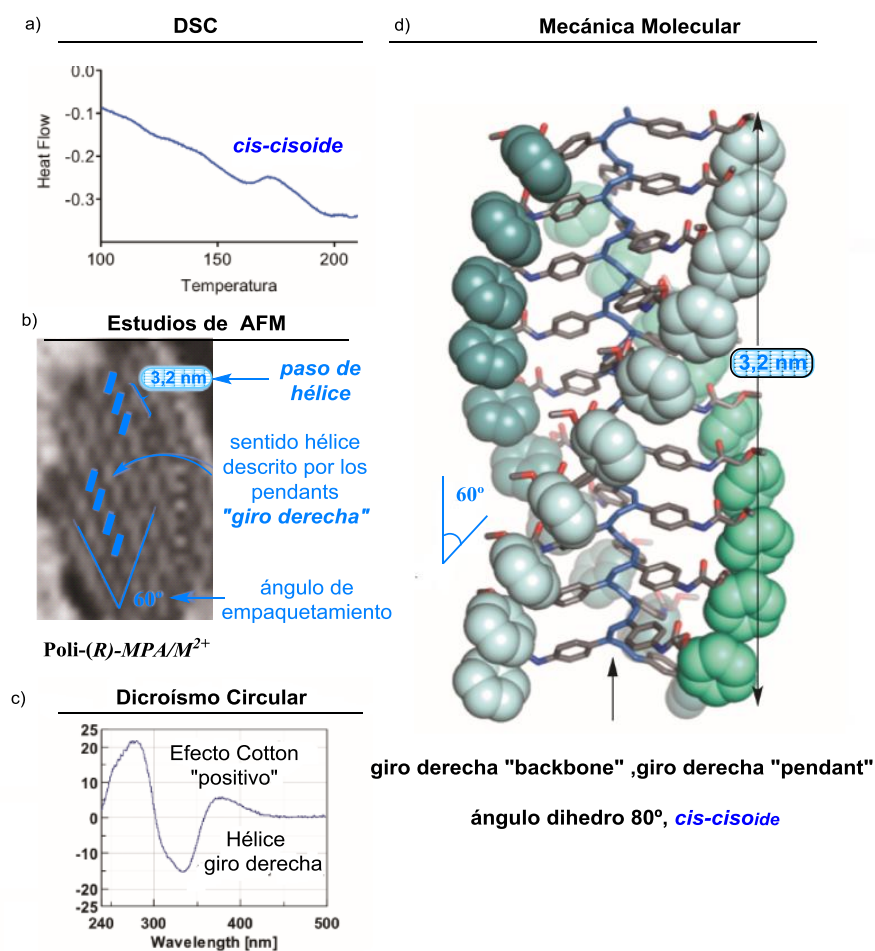 a)
DSC
0.0
-0.1
-0.2
-0.3
Heat Flow
cis-cisoide
100
150
200
Temperatura
b)
Estudios de AFM
3,2 nm
paso de
hélice
sentido hélice
descrito por los
pendants
"giro derecha"
60º
ángulo de
empaquetamiento
Poli-(R)-MPA/M2+
c)
Dicroísmo Circular
25
20
10
0
-10
-20
-25
Efecto Cotton
"positivo"
Hélice
giro derecha
240
300
400
500
Wavelength [nm]
d)
Mecánica Molecular
3,2 nm
60º
giro derecha "backbone" ,giro derecha "pendant"
ángulo dihedro 80º, cis-cisoide